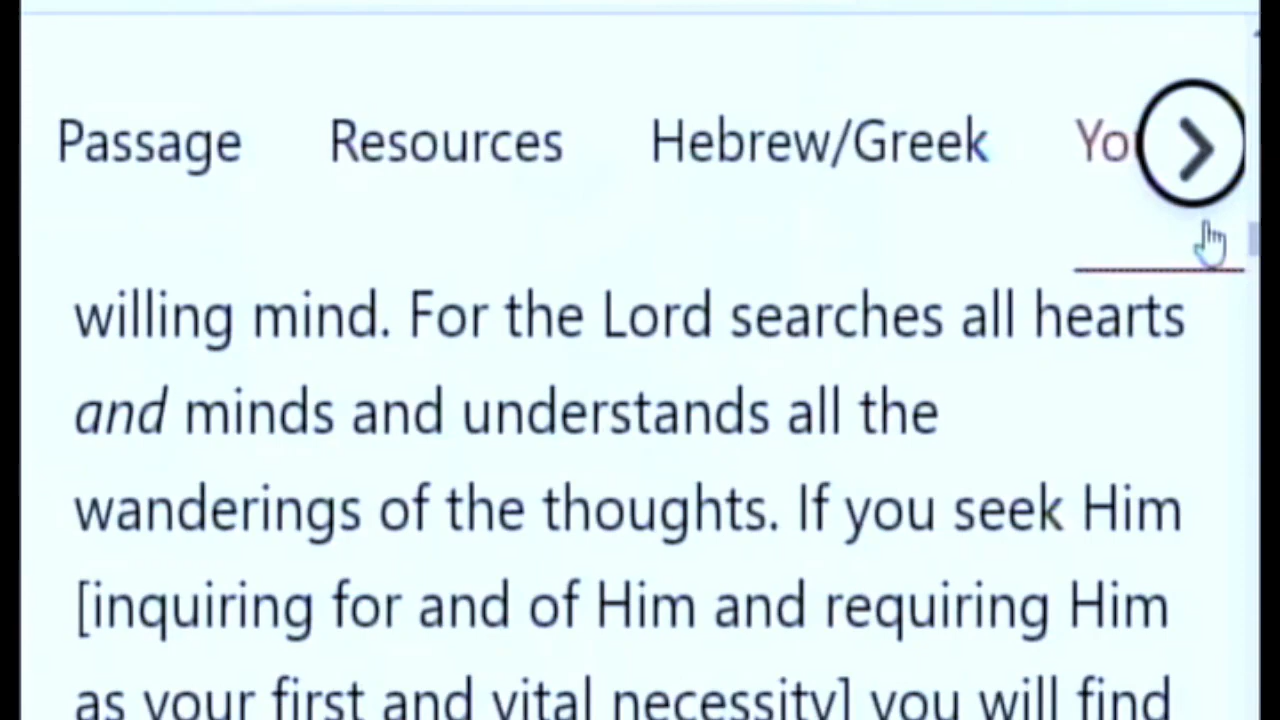 Passage Resources Hebrew/Greek Yo
willing mind. For the Lord searches all hearts
and minds and understands all the
wanderings of the thoughts. If you seek Him
[inquiring for and of Him and requiring Him
as your first and vital necessity] you will find